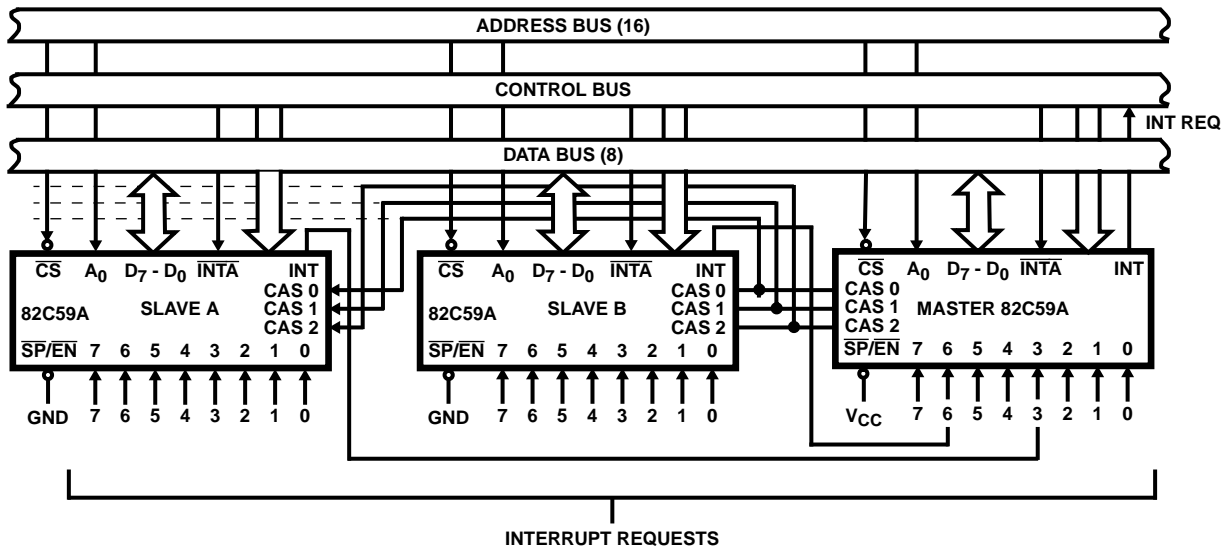 ADDRESS BUS (16)
CONTROL BUS
INT REQ
DATA BUS (8)
CS A0 D7 - D0 INTA INT
CAS 0
82C59A SLAVE A CAS 1
CAS 2
SP/EN 7 6 5 4 3 2 1 0
GND 7 6 5 4 3 2 1 0
CS A0 D7 - D0 INTA INT
CAS 0
82C59A SLAVE B CAS 1
CAS 2
SP/EN 7 6 5 4 3 2 1 0
GND 7 6 5 4 3 2 1 0
CS A0 D7 - D0 INTA INT
CAS 0
CAS 1 MASTER 82C59A
CAS 2
SP/EN 7 6 5 4 3 2 1 0
VCC 7 6 5 4 3 2 1 0
INTERRUPT REQUESTS